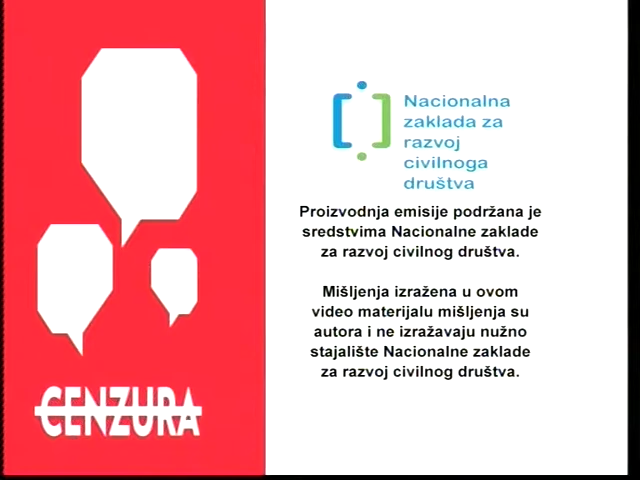 Nacionalna
zaklada za
razvoj
civilnoga
društva
Proizvodnja emisije podržana je
sredstvima Nacionalne zaklade
za razvoj civilnog društva.
Mišljenja izražena u ovom
video materijalu mišljenja su
autora i ne izražavaju nužno
stajalište Nacionalne zaklade
za razvoj civilnog društva.
CENZURA